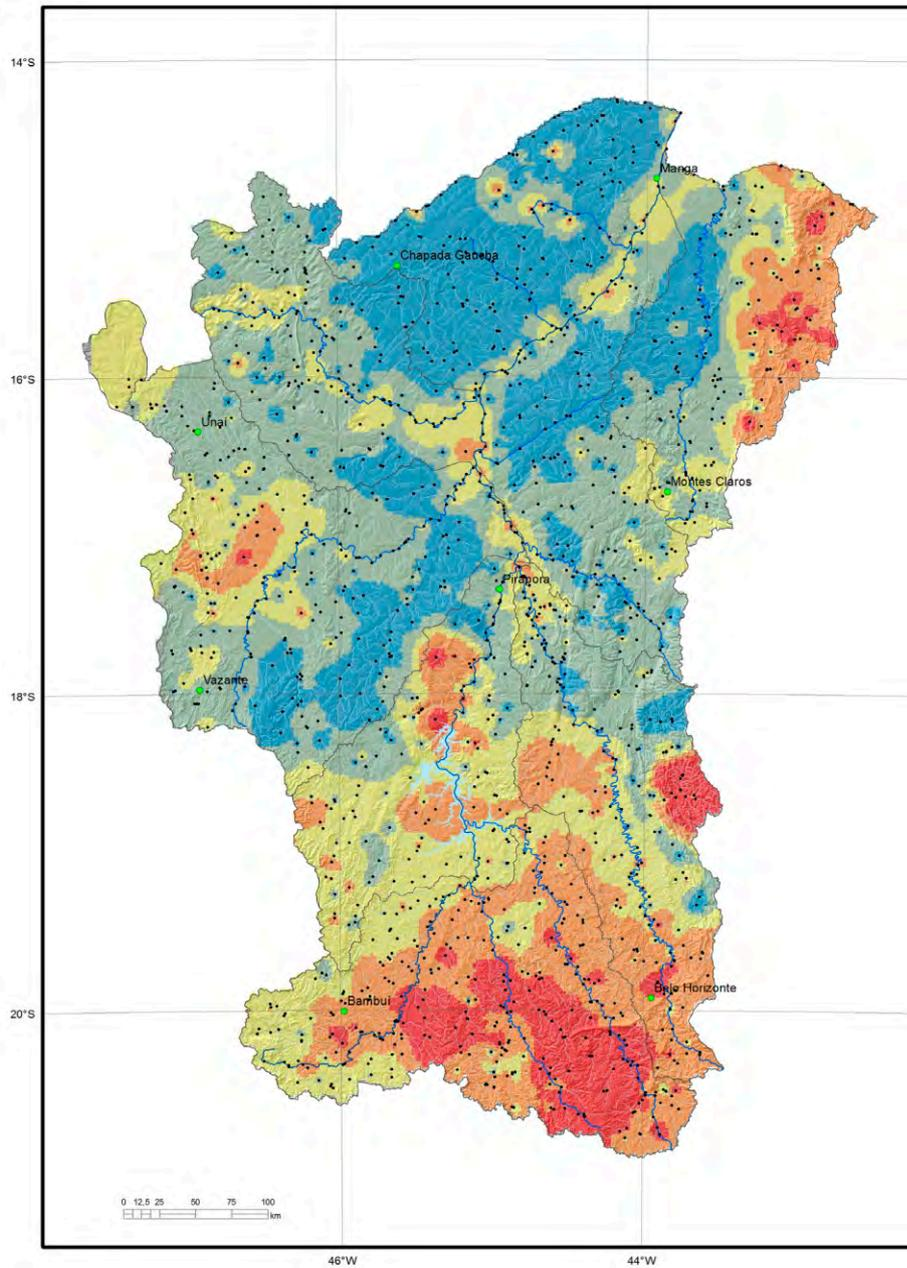 14°S
Manga
Chapada Gaúcha
16°S
Unaí
Montes Claros
Pirapora
18°S
Vazante
Belo Horizonte
20°S
Bambuí
0 12,5 25 50 75 100
km
46°W 44°W